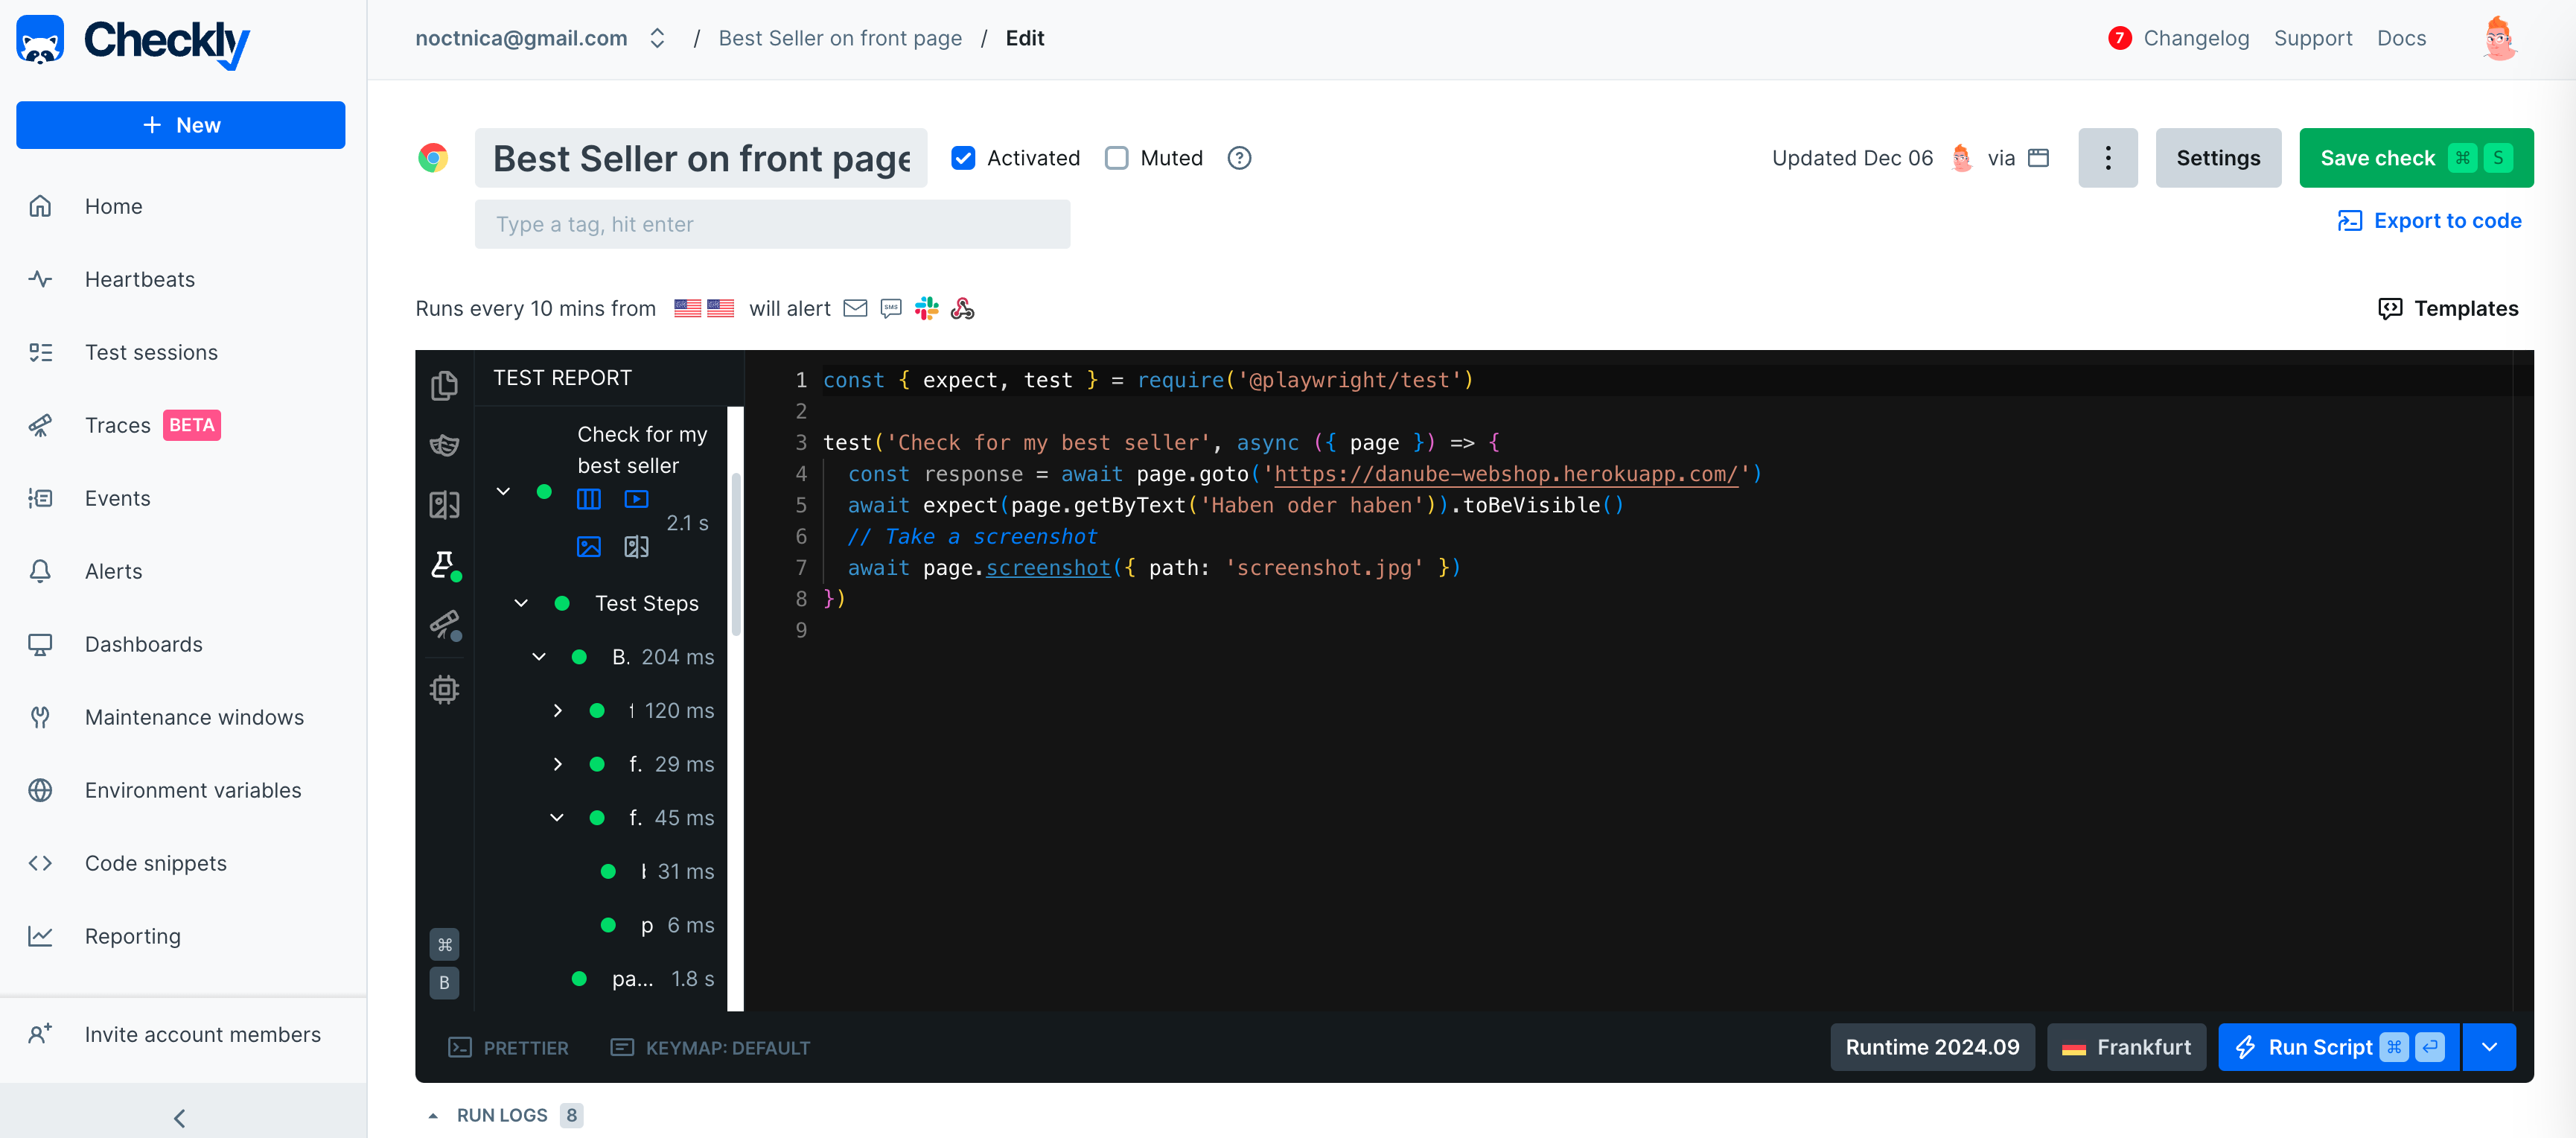 Checkly
noctnica@gmail.com / Best Seller on front page / Edit
7 Changelog Support Docs
+ New
Home
Heartbeats
Test sessions
Traces BETA
Events
Alerts
Dashboards
Maintenance windows
Environment variables
Code snippets
Reporting
Invite account members
Best Seller on front page
Activated Muted ?
Updated Dec 06 via
Settings
Save check ⌘ S
Type a tag, hit enter
Export to code
Runs every 10 mins from will alert SMS
Templates
TEST REPORT
Check for my
best seller
2.1 s
Test Steps
B. 204 ms
120 ms
f. 29 ms
f. 45 ms
31 ms
p 6 ms
pa... 1.8 s
⌘
B
1 const { expect, test } = require('@playwright/test')
2
3 test('Check for my best seller', async ({ page }) => {
4 const response = await page.goto('https://danube-webshop.herokuapp.com/')
5 await expect(page.getByText('Haben oder haben')).toBeVisible()
6 // Take a screenshot
7 await page.screenshot({ path: 'screenshot.jpg' })
8 })
9
PRETTIER KEYMAP: DEFAULT
Runtime 2024.09 Frankfurt Run Script ⌘ ↵
RUN LOGS 8